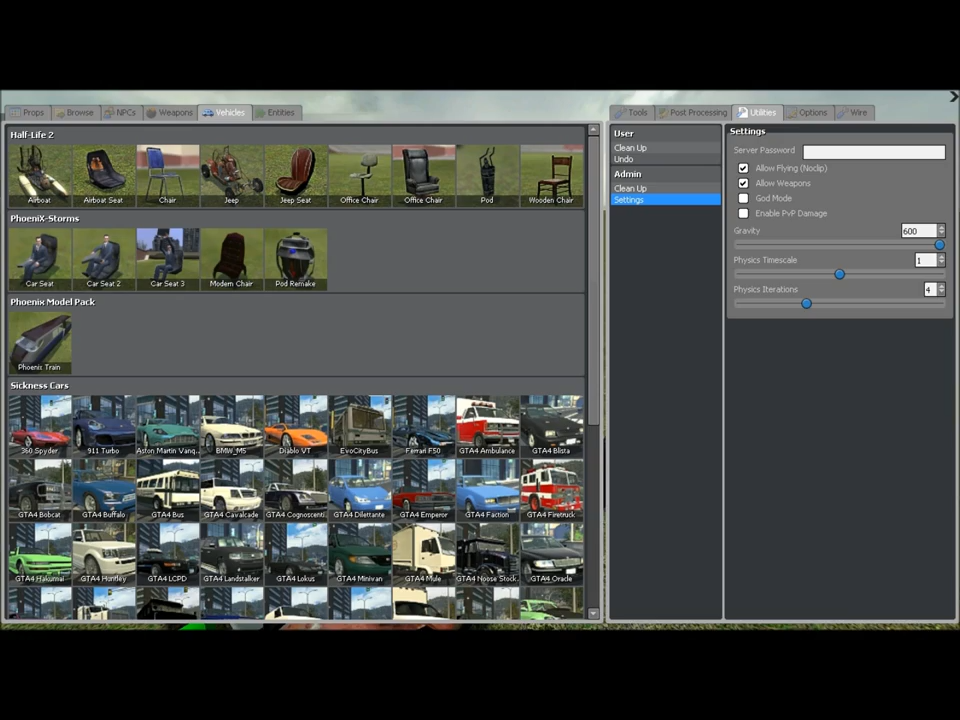 Props Browse NPCs Weapons Vehicles Entities
Half-Life 2
Airboat Airboat Seat Chair Jeep Jeep Seat Office Chair Office Chair Pod Wooden Chair
PhoeniX-Storms
Car Seat Car Seat 2 Car Seat 3 Modern Chair Pod Remake
Phoenix Model Pack
Phoenix Train
Sickness Cars
360 Spyder 911 Turbo Aston Martin Vanq... BMW_M5 Diablo VT EvoCityBus Ferrari F50 GTA4 Ambulance GTA4 Blista
GTA4 Bobcat GTA4 Buffalo GTA4 Bus GTA4 Cavalcade GTA4 Cognoscenti GTA4 Dilettante GTA4 Emperor GTA4 Faction GTA4 Firetruck
GTA4 Hakumai GTA4 Huntley GTA4 LCPD GTA4 Landstalker GTA4 Lokus GTA4 Minivan GTA4 Mule GTA4 Noose Stock... GTA4 Oracle
Tools Post Processing Utilities Options Wire
User
Clean Up
Undo
Admin
Clean Up
Settings
Settings
Server Password
Allow Flying (Noclip)
Allow Weapons
God Mode
Enable PvP Damage
Gravity 600
Physics Timescale 1
Physics Iterations 4